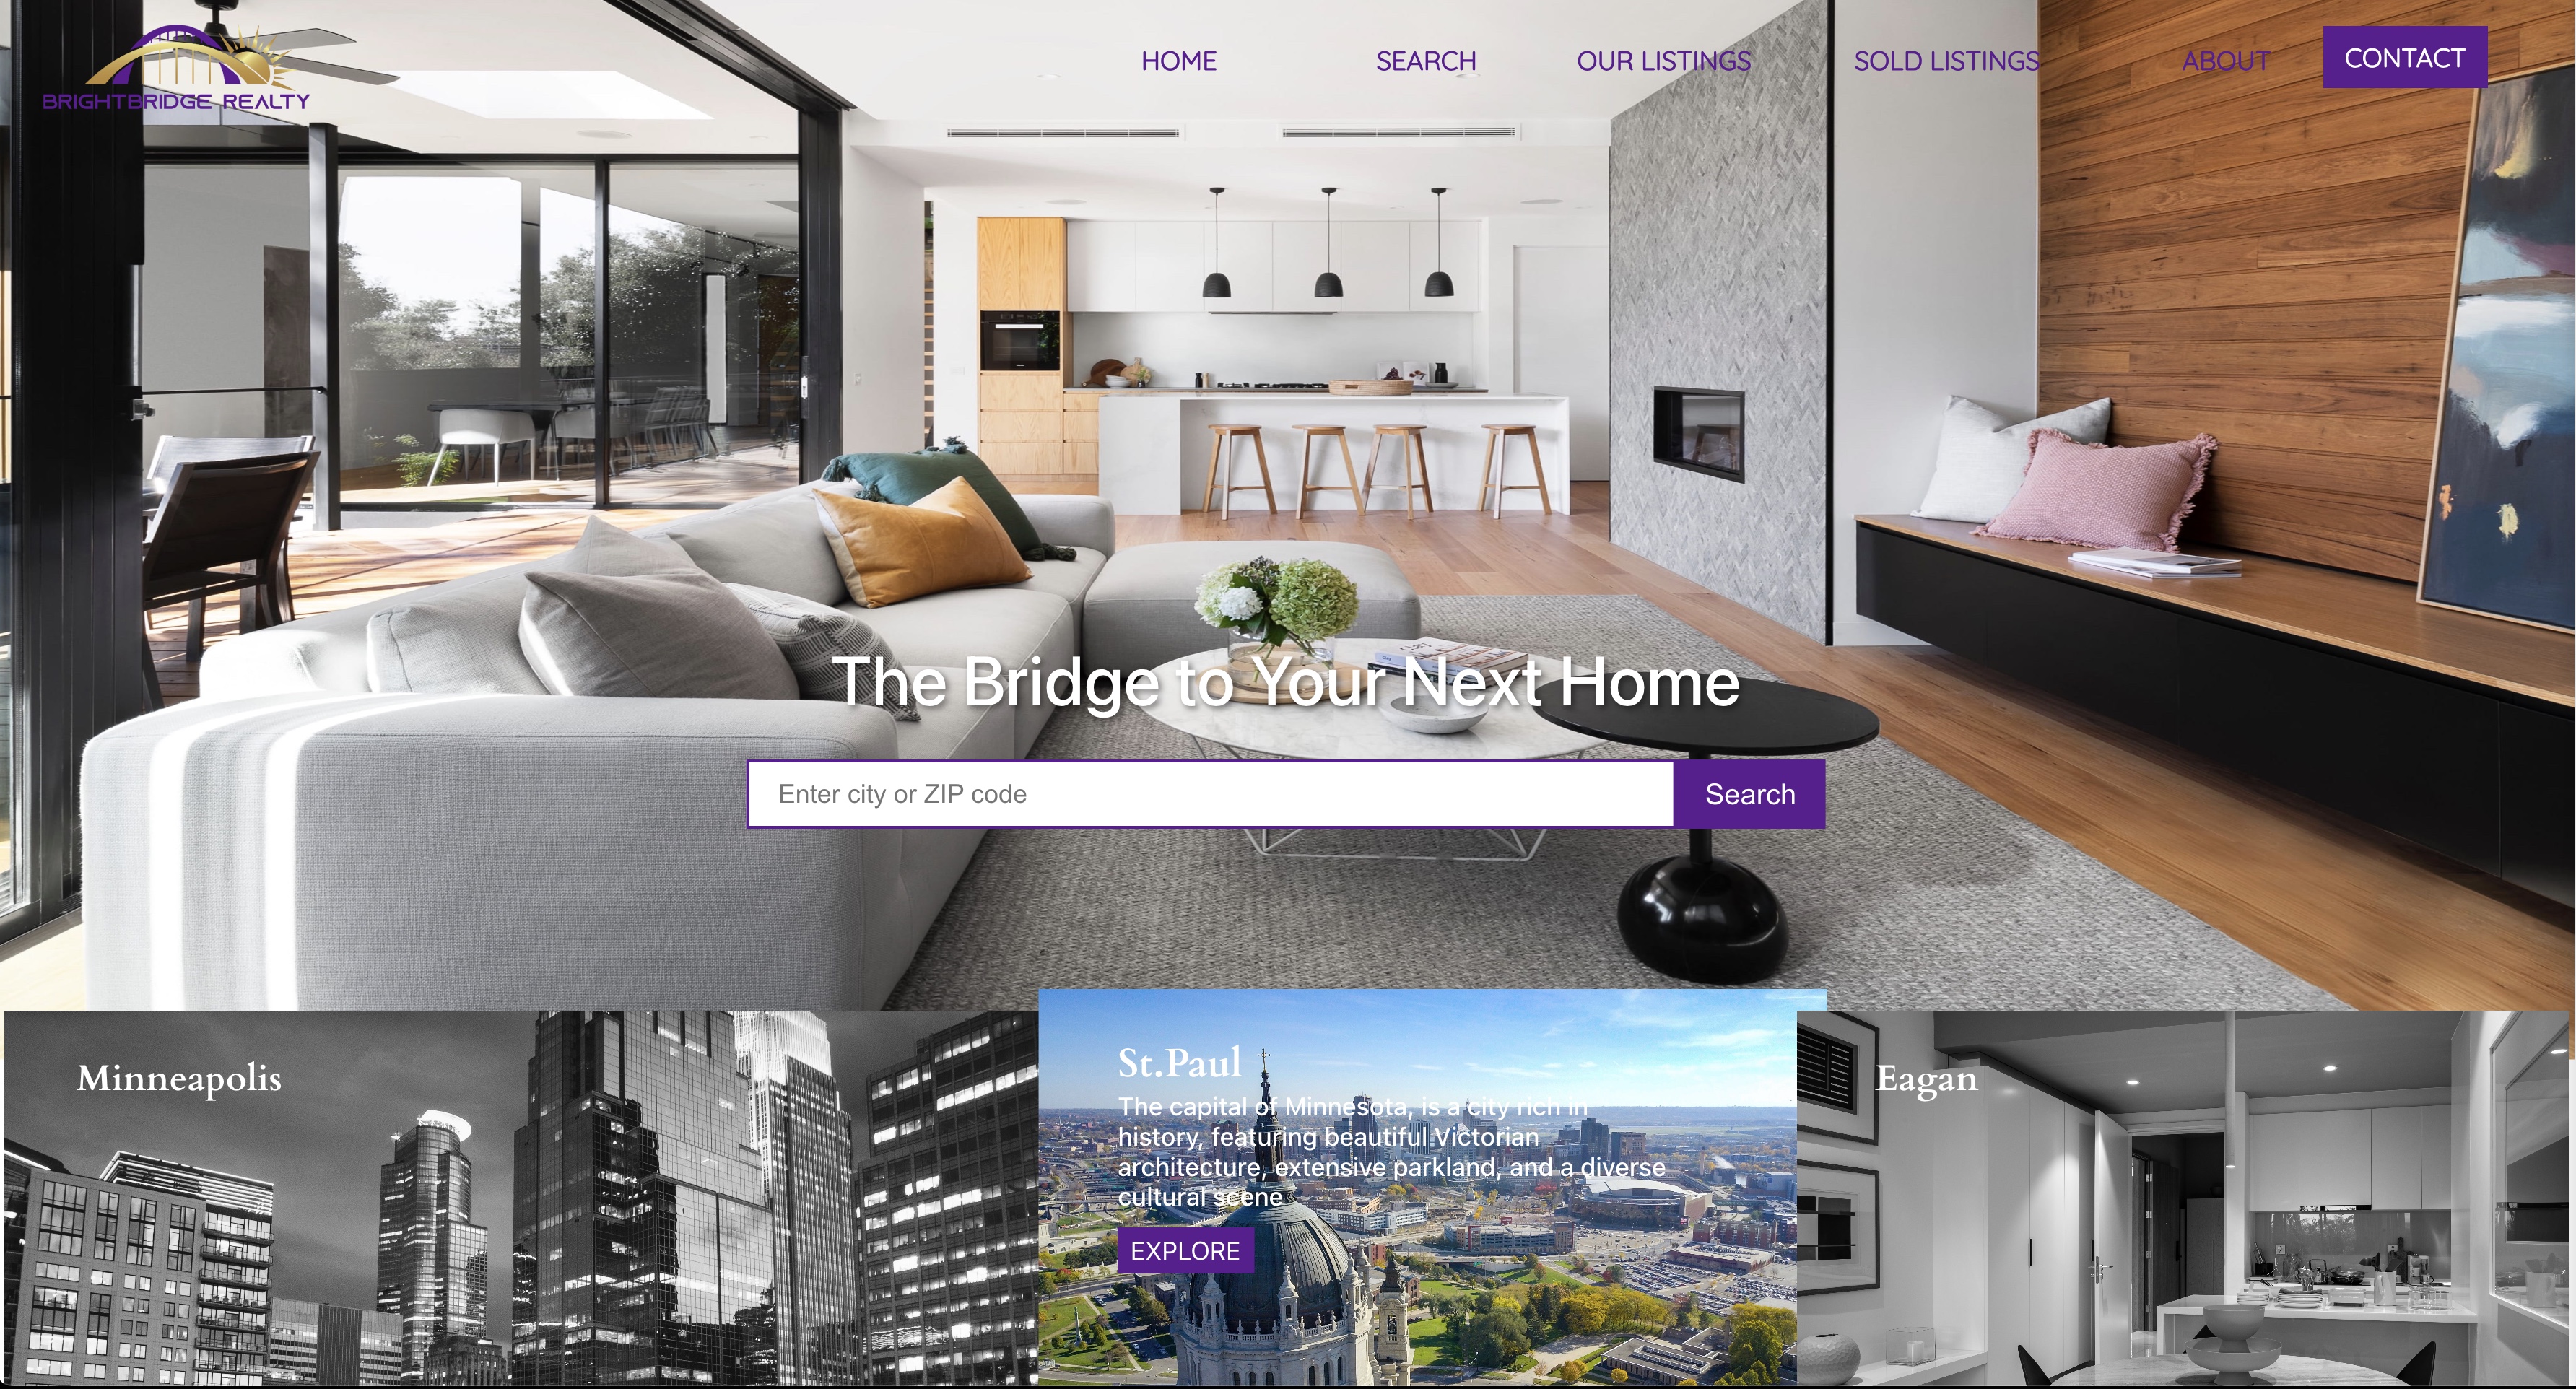 BRIGHTBRIDGE REALTY
HOME
SEARCH
OUR LISTINGS
SOLD LISTINGS
ABOUT
CONTACT
The Bridge to Your Next Home
Enter city or ZIP code
Search
Minneapolis
St.Paul
The capital of Minnesota, is a city rich in
history, featuring beautiful Victorian
architecture, extensive parkland, and a diverse
cultural scene
EXPLORE
Eagan